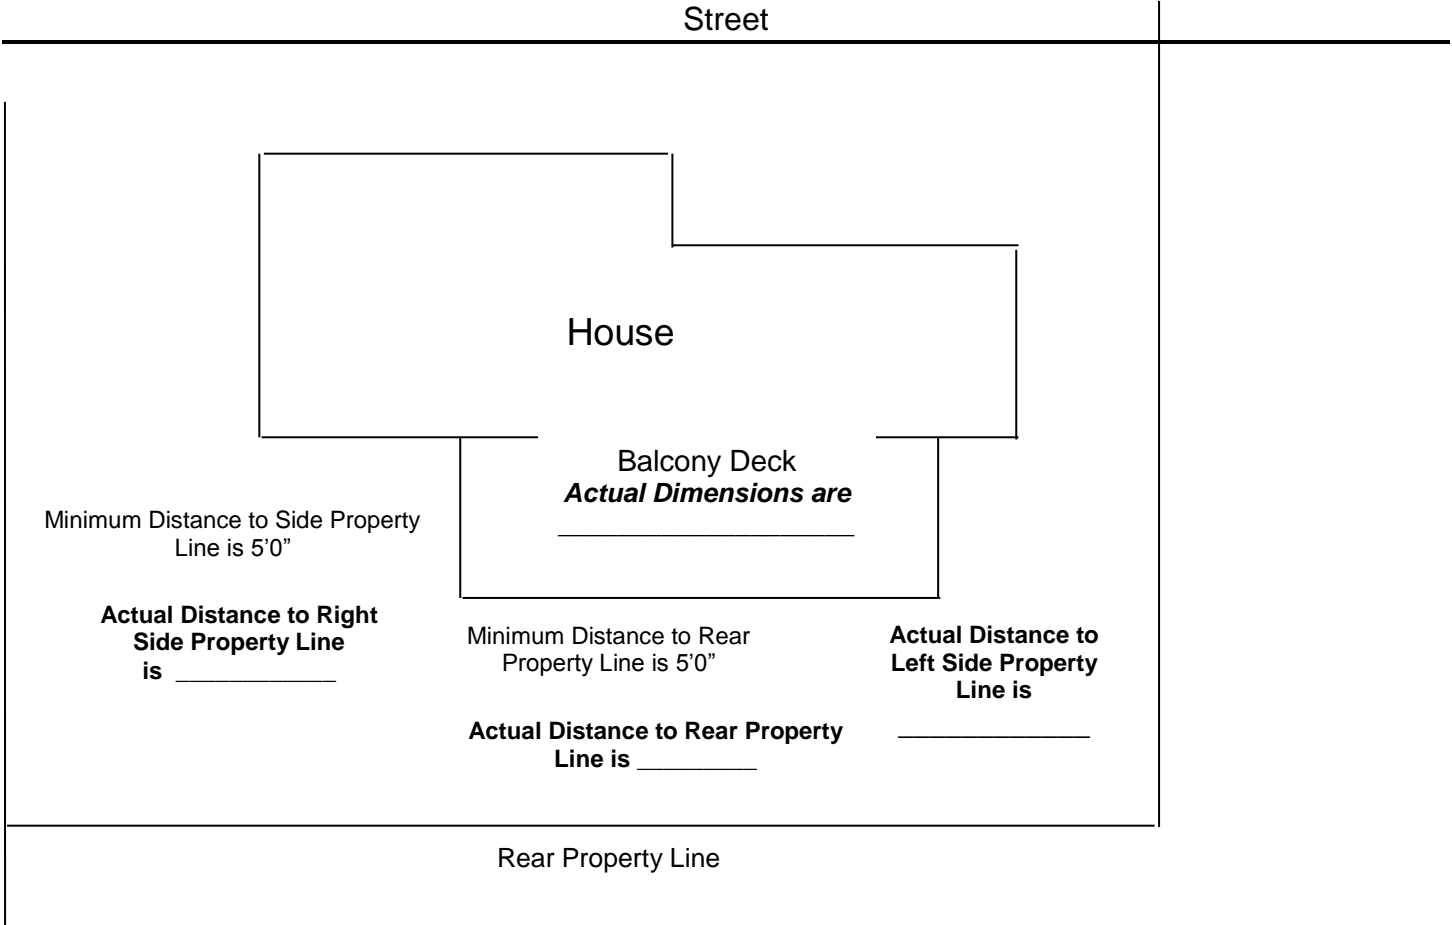 Street
House
Balcony Deck
Actual Dimensions are
____________________
Minimum Distance to Side Property
Line is 5’0”
Actual Distance to Right
Side Property Line
is ____________
Minimum Distance to Rear
Property Line is 5’0”
Actual Distance to Rear Property
Line is _________
Actual Distance to
Left Side Property
Line is
_____________
Rear Property Line